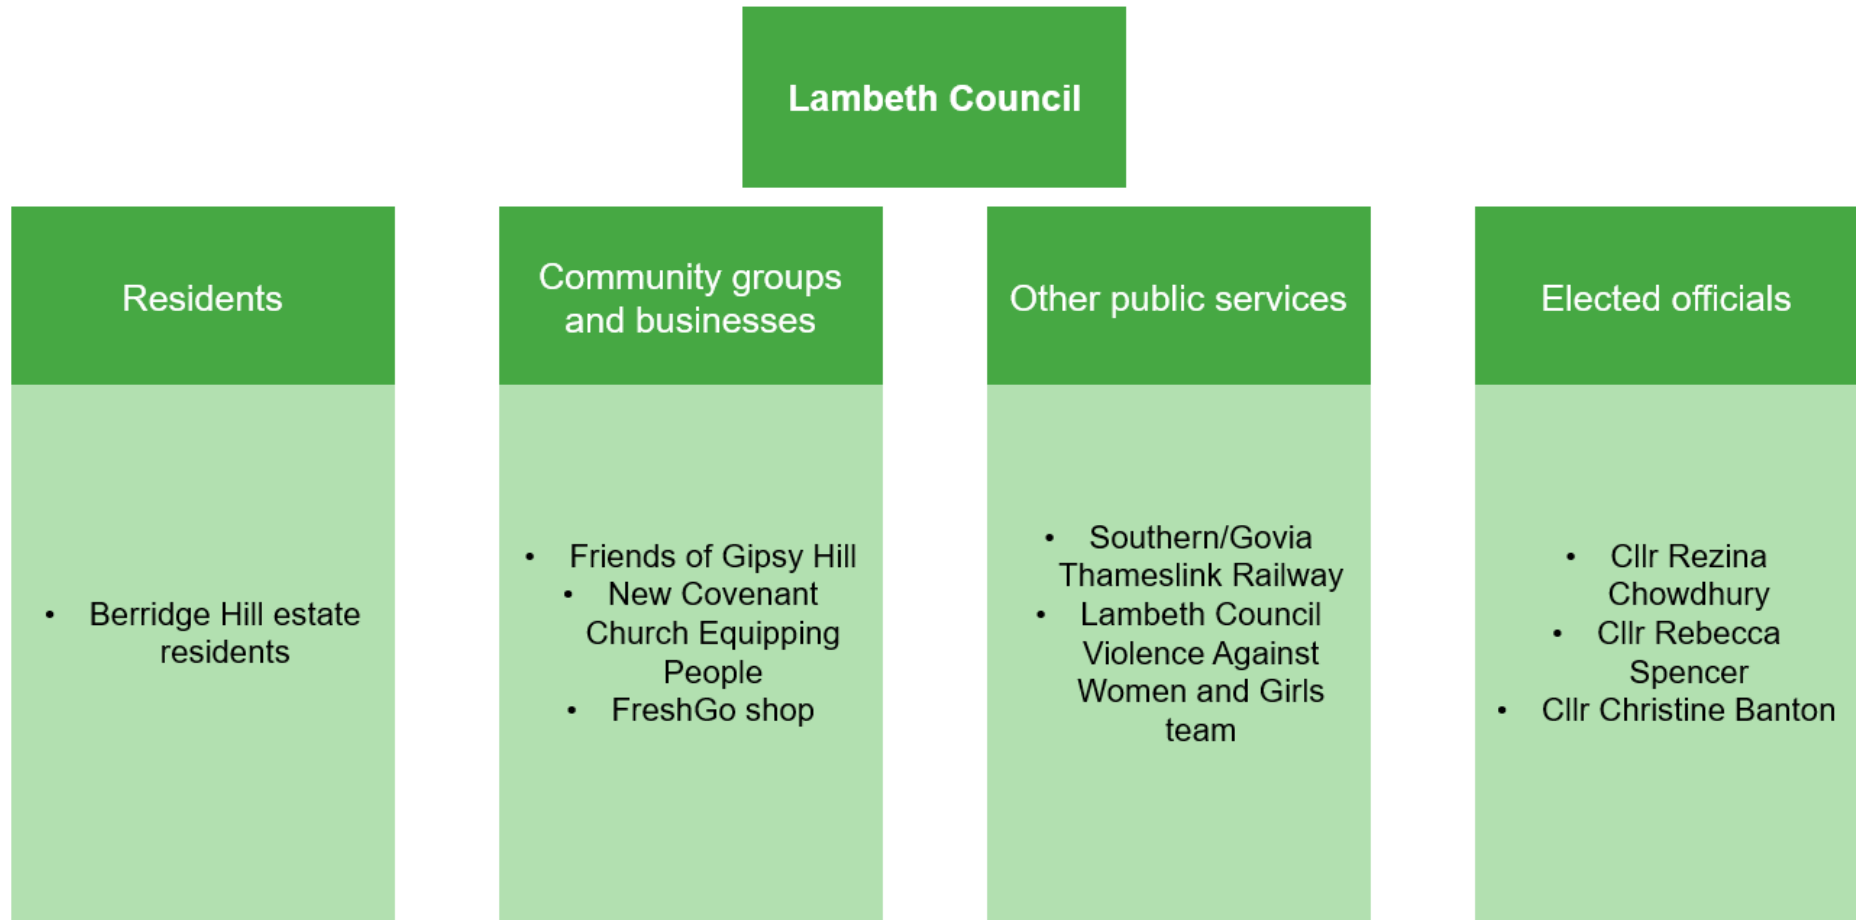 Lambeth Council
Residents
• Berridge Hill estate
residents
Community groups
and businesses
• Friends of Gipsy Hill
• New Covenant
Church Equipping
People
• FreshGo shop
Other public services
• Southern/Govia
Thameslink Railway
• Lambeth Council
Violence Against
Women and Girls
team
Elected officials
• Cllr Rezina
Chowdhury
• Cllr Rebecca
Spencer
• Cllr Christine Banton